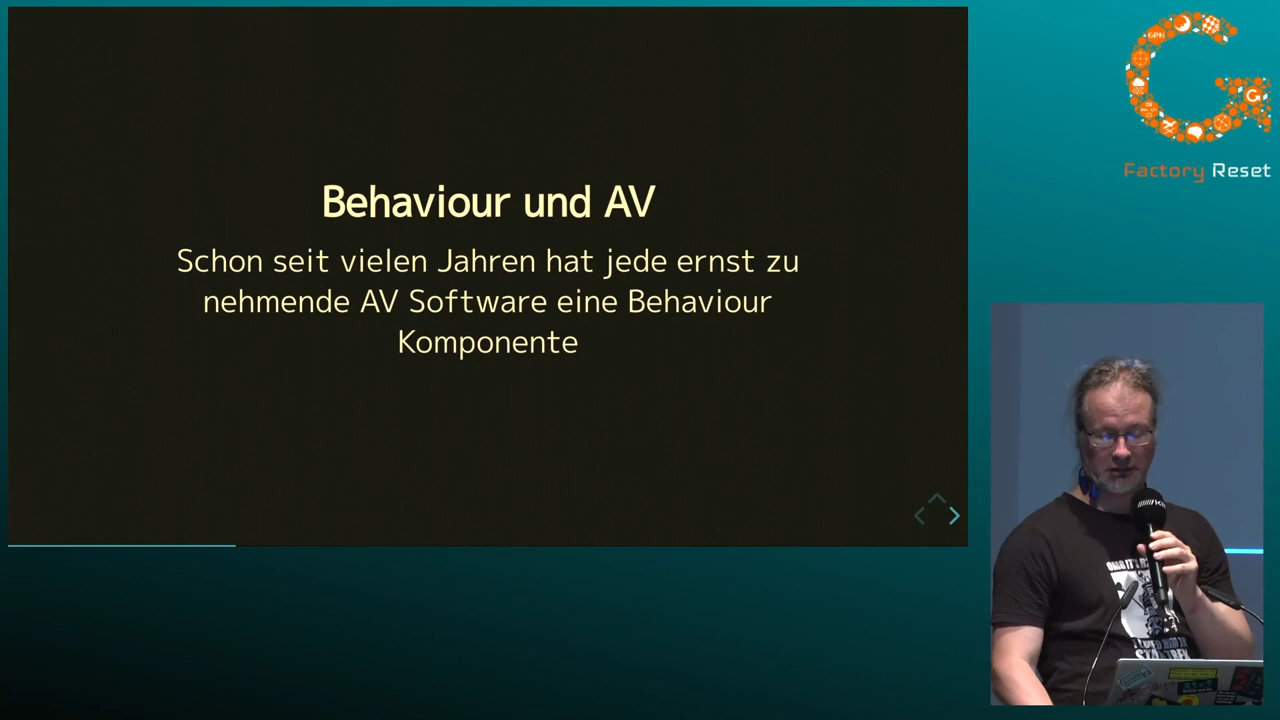 Behaviour und AV
Schon seit vielen Jahren hat jede ernst zu
nehmende AV Software eine Behaviour
Komponente
Factory Reset